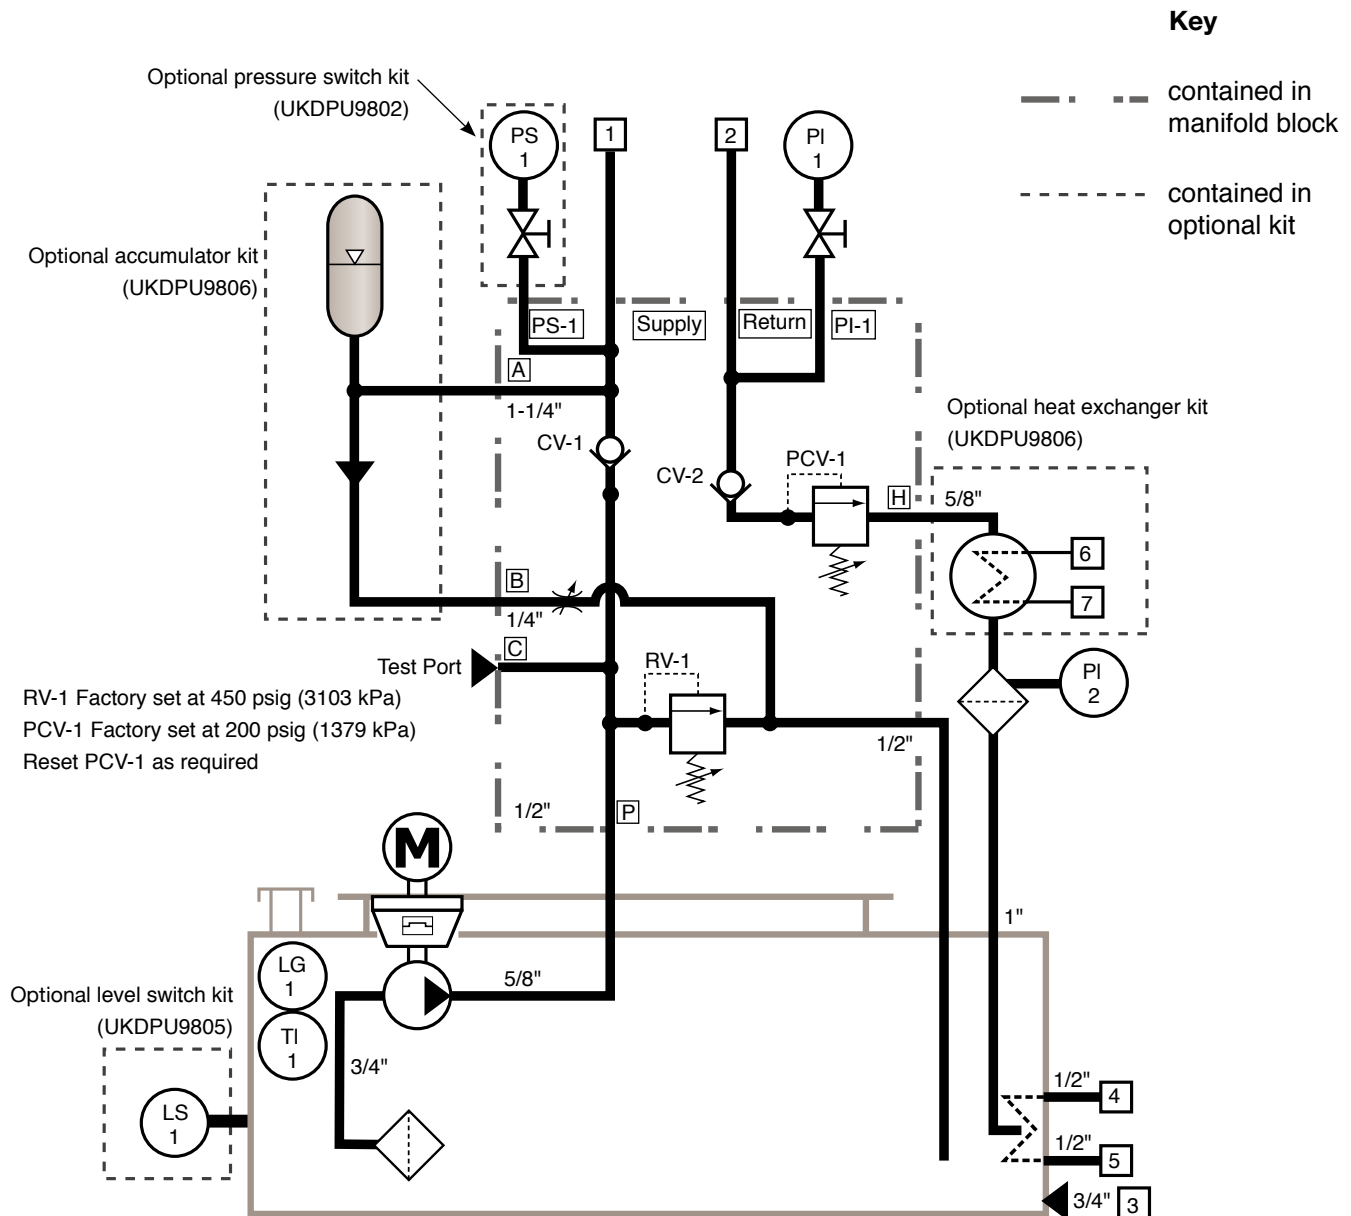 Key
contained in
manifold block
contained in
optional kit
Optional pressure switch kit
(UKDPU9802)
PS
1
1
2
PI
1
Optional accumulator kit
(UKDPU9806)
PS-1
Supply
Return
PI-1
A
1-1/4"
CV-1
Optional heat exchanger kit
(UKDPU9806)
PCV-1
CV-2
H
5/8"
6
7
B
1/4"
C
Test Port
RV-1
PI
2
RV-1 Factory set at 450 psig (3103 kPa)
PCV-1 Factory set at 200 psig (1379 kPa)
Reset PCV-1 as required
1/2"
1/2"
P
M
1"
LG
1
5/8"
Optional level switch kit
(UKDPU9805)
TI
1
3/4"
LS
1
1/2"
4
1/2"
5
3/4"
3